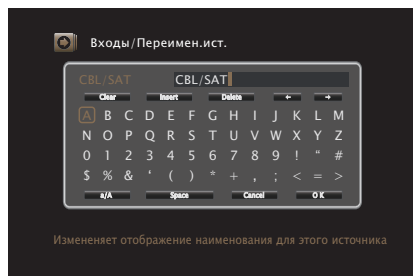 Входы/Переимен.ист.
CBL/SAT CBL/SAT
Clear Insert Delete ← →
A B C D E F G H I J K L M
N O P Q R S T U V W X Y Z
0 1 2 3 4 5 6 7 8 9 ! “ #
$ % & ‘ ( ) * + , ; < = >
a/A Space Cancel OK
Измененяет отображение наименования для этого источника